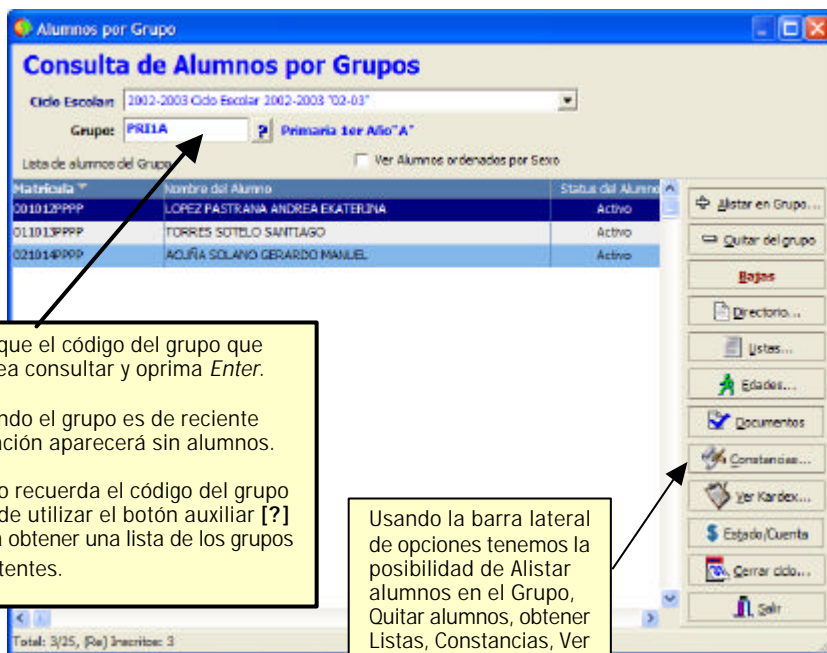 Alumnos por Grupo
Consulta de Alumnos por Grupos
Ciclo Escolar: 2002-2003 Ciclo Escolar 2002-2003 "02-03"
Grupo: PRI1A ? Primaria 1er Año"A"
Lista de alumnos del Grupo
Ver Alumnos ordenados por Sexo
Matrícula Nombre del Alumno Status del Alumno
001012PPPP LOPEZ PASTRANA ANDREA EKATERINA Activo
011013PPPP TORRES SOTELO SANTIAGO Activo
021014PPPP ACUÑA SOLANO GERARDO MANUEL Activo
Alistar en Grupo...
Quitar del grupo
Bajas
Directorio...
Listas...
Edades...
Documentos
Constancias...
Ver Kardex...
Estado/Cuenta
Cerrar ciclo...
Salir
que el código del grupo que
ea consultar y oprima Enter.
ndo el grupo es de reciente
ación aparecerá sin alumnos.
o recuerda el código del grupo
de utilizar el botón auxiliar [?]
a obtener una lista de los grupos
tentes.
Usando la barra lateral
de opciones tenemos la
posibilidad de Alistar
alumnos en el Grupo,
Quitar alumnos, obtener
Listas, Constancias, Ver
Total: 3/25, (Re) Inscritos: 3